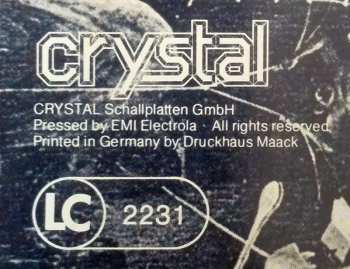 crystal
CRYSTAL Schallplatten GmbH
Pressed by EMI Electrola · All rights reserved
Printed in Germany by Druckhaus Maack
LC 2231